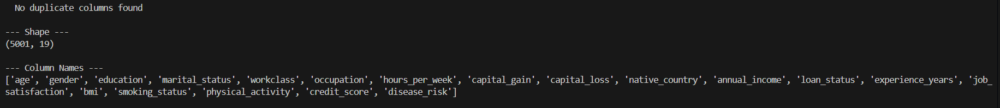 No duplicate columns found
--- Shape ---
(5001, 19)
--- Column Names ---
['age', 'gender', 'education', 'marital_status', 'workclass', 'occupation', 'hours_per_week', 'capital_gain', 'capital_loss', 'native_country', 'annual_income', 'loan_status', 'experience_years', 'job_
satisfaction', 'bmi', 'smoking_status', 'physical_activity', 'credit_score', 'disease_risk']